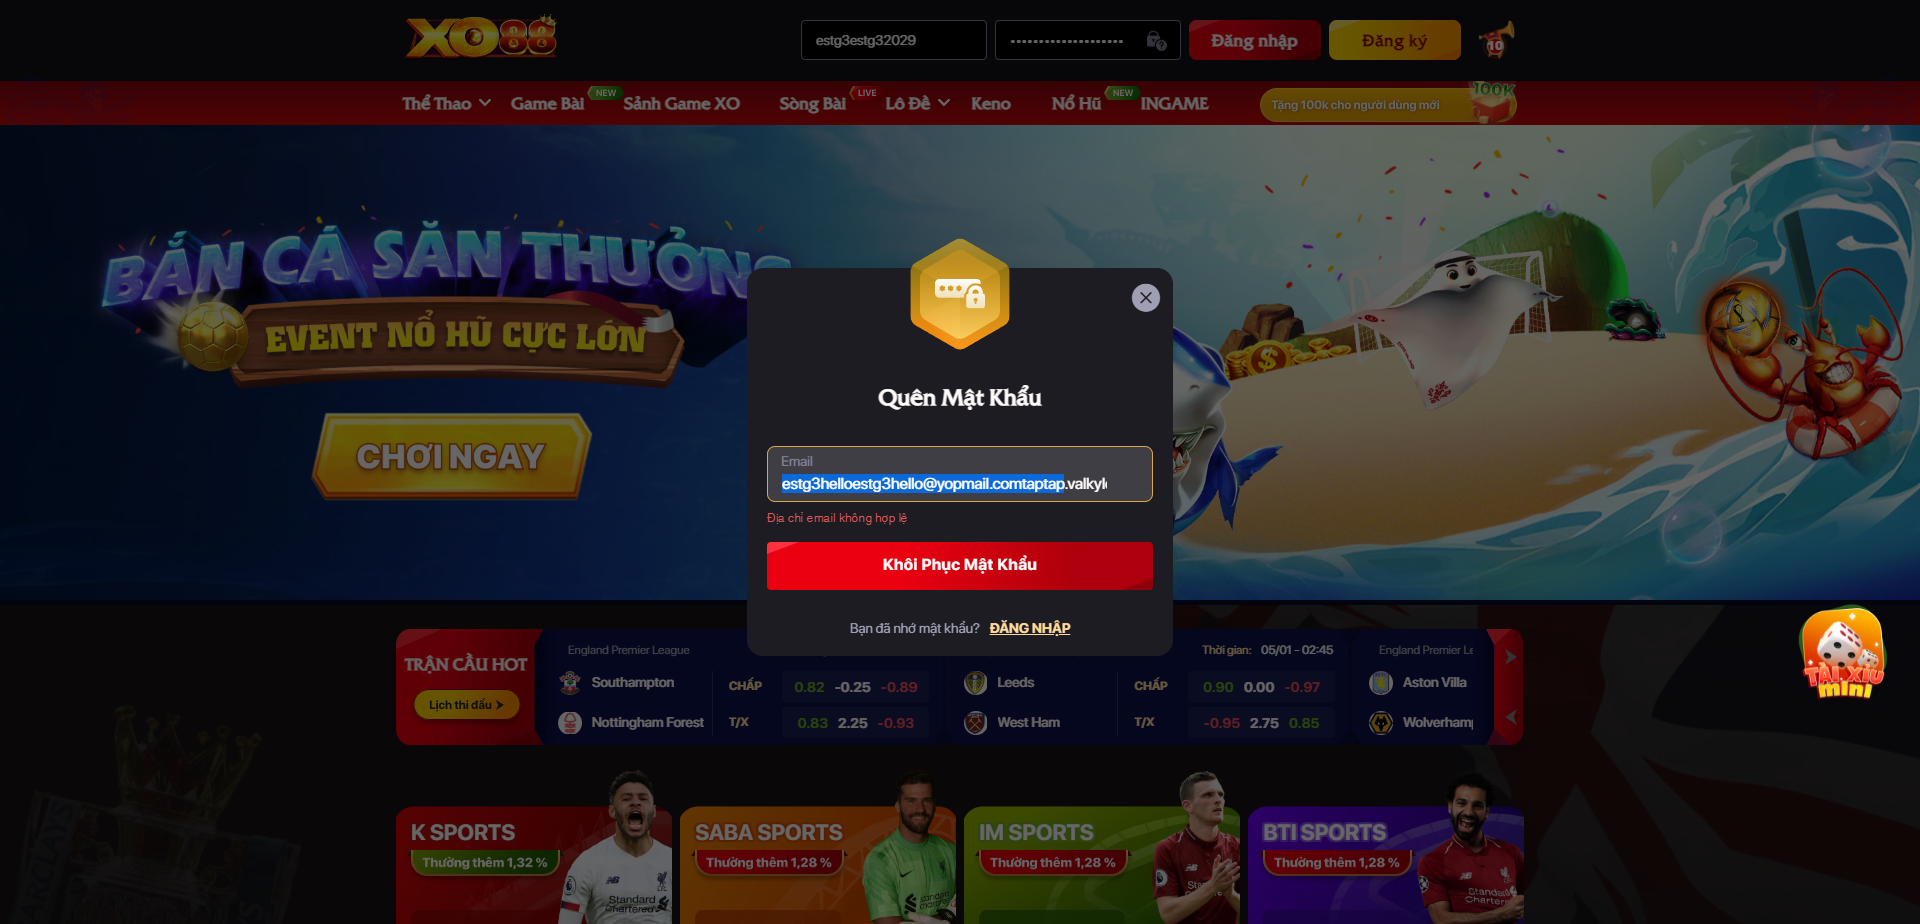 XO88
estg3estg32029
••••••••••••••••••••
Đăng nhập
Đăng ký
10
Thể Thao
Game Bài
NEW
Sảnh Game XO
Sòng Bài
LIVE
Lô Đề
Keno
Nổ Hũ
NEW
INGAME
Tặng 100k cho người dùng mới
100K
BẮN CÁ SĂN THƯỞNG
EVENT NỔ HŨ CỰC LỚN
CHƠI NGAY
Quên Mật Khẩu
Email
estg3helloestg3hello@yopmail.comtaptap.valkyl
Địa chỉ email không hợp lệ
Khôi Phục Mật Khẩu
Bạn đã nhớ mật khẩu? ĐĂNG NHẬP
TÀI XỈU
mini
TRẬN CẦU HOT
Lịch thi đấu
England Premier League
Southampton
CHẤP
0.82 -0.25 -0.89
Nottingham Forest
T/X
0.83 2.25 -0.93
Thời gian: 05/01 - 02:45
Leeds
CHẤP
0.90 0.00 -0.97
West Ham
T/X
-0.95 2.75 0.85
England Premier Le
Aston Villa
Wolverhamp
K SPORTS
Thưởng thêm 1,32 %
SABA SPORTS
Thưởng thêm 1,28 %
IM SPORTS
Thưởng thêm 1,28 %
BTI SPORTS
Thưởng thêm 1,28 %